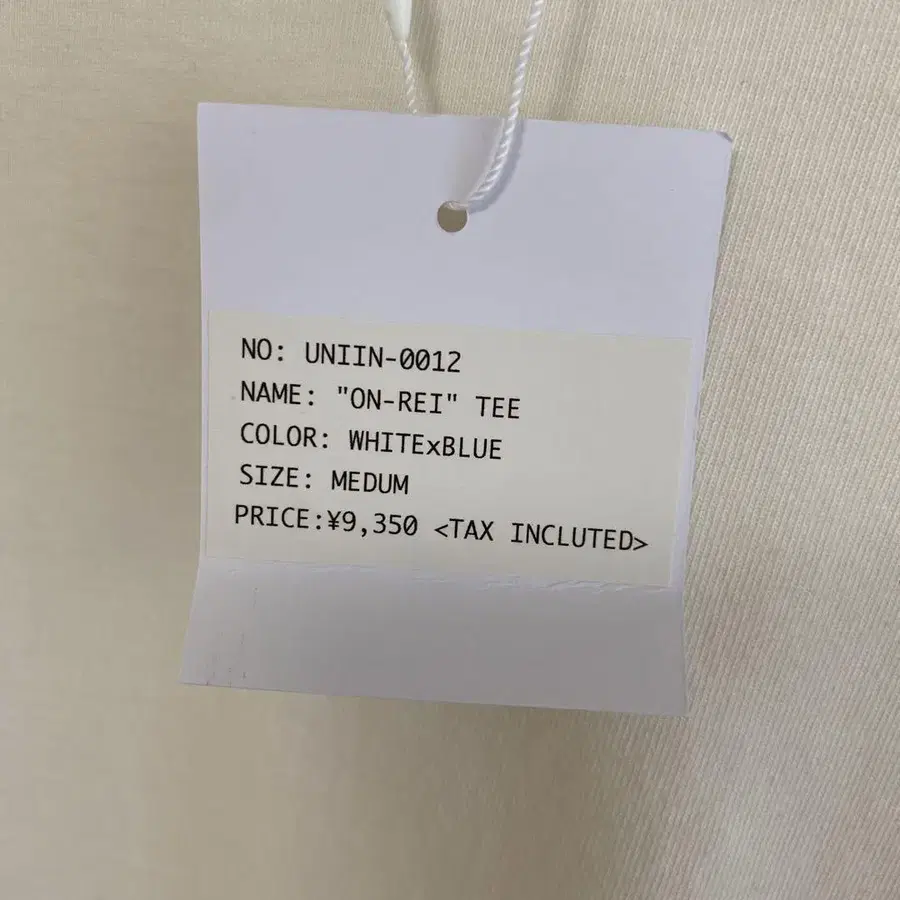 NO: UNIIN-0012
NAME: "ON-REI" TEE
COLOR: WHITExBLUE
SIZE: MEDUM
PRICE:¥9,350 <TAX INCLUTED>